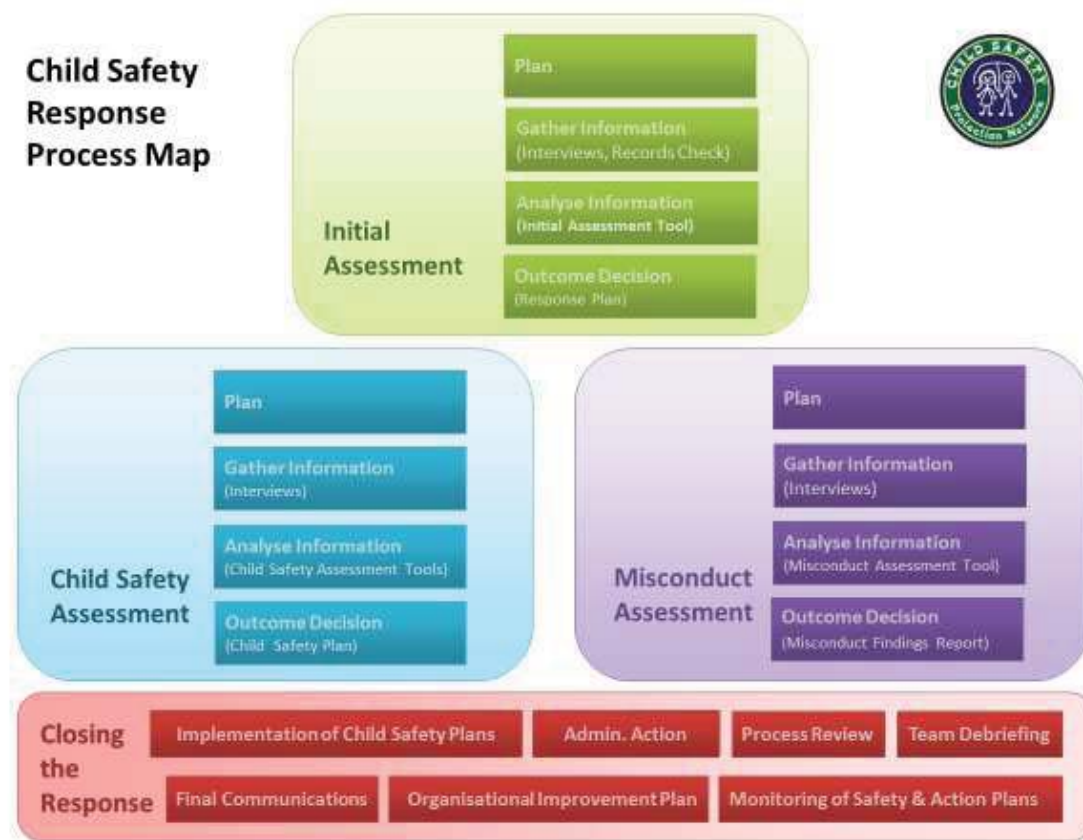 Child Safety
Response
Process Map
CHILD SAFETY
Protection Network
Plan
Gather Information
(Interviews, Records Check)
Analyse Information
(Initial Assessment Tool)
Outcome Decision
(Response Plan)
Initial
Assessment
Plan
Gather Information
(Interviews)
Analyse Information
(Child Safety Assessment Tools)
Outcome Decision
(Child Safety Plan)
Child Safety
Assessment
Plan
Gather Information
(Interviews)
Analyse Information
(Misconduct Assessment Tool)
Outcome Decision
(Misconduct Findings Report)
Misconduct
Assessment
Closing
the
Response
Implementation of Child Safety Plans
Admin. Action
Process Review
Team Debriefing
Final Communications
Organisational Improvement Plan
Monitoring of Safety & Action Plans